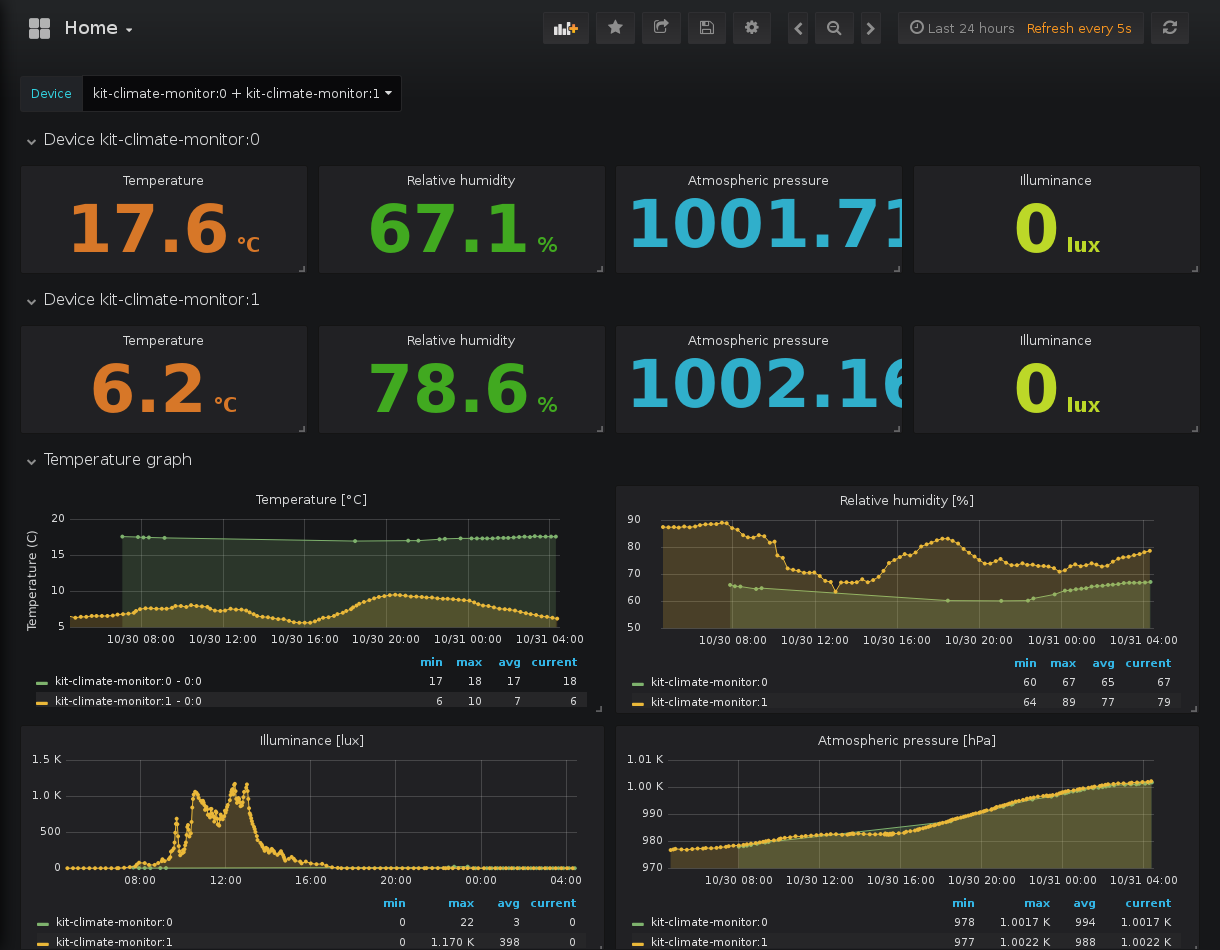 Home
Last 24 hours Refresh every 5s
Device kit-climate-monitor:0 + kit-climate-monitor:1
Device kit-climate-monitor:0
Temperature Relative humidity Atmospheric pressure Illuminance
17.6 °C 67.1 % 1001.71 0 lux
Device kit-climate-monitor:1
Temperature Relative humidity Atmospheric pressure Illuminance
6.2 °C 78.6 % 1002.16 0 lux
Temperature graph
Temperature [°C]
Temperature (C)
20
15
10
5
10/30 08:00 10/30 12:00 10/30 16:00 10/30 20:00 10/31 00:00 10/31 04:00
min max avg current
kit-climate-monitor:0 - 0:0 17 18 17 18
kit-climate-monitor:1 - 0:0 6 10 7 6
Relative humidity [%]
90
80
70
60
50
10/30 08:00 10/30 12:00 10/30 16:00 10/30 20:00 10/31 00:00 10/31 04:00
min max avg current
kit-climate-monitor:0 60 67 65 67
kit-climate-monitor:1 64 89 77 79
Illuminance [lux]
1.5 K
1.0 K
500
0
08:00 12:00 16:00 20:00 00:00 04:00
min max avg current
kit-climate-monitor:0 0 22 3 0
kit-climate-monitor:1 0 1.170 K 398 0
Atmospheric pressure [hPa]
1.01 K
1.00 K
990
980
970
10/30 08:00 10/30 12:00 10/30 16:00 10/30 20:00 10/31 00:00 10/31 04:00
min max avg current
kit-climate-monitor:0 978 1.0017 K 994 1.0017 K
kit-climate-monitor:1 977 1.0022 K 988 1.0022 K